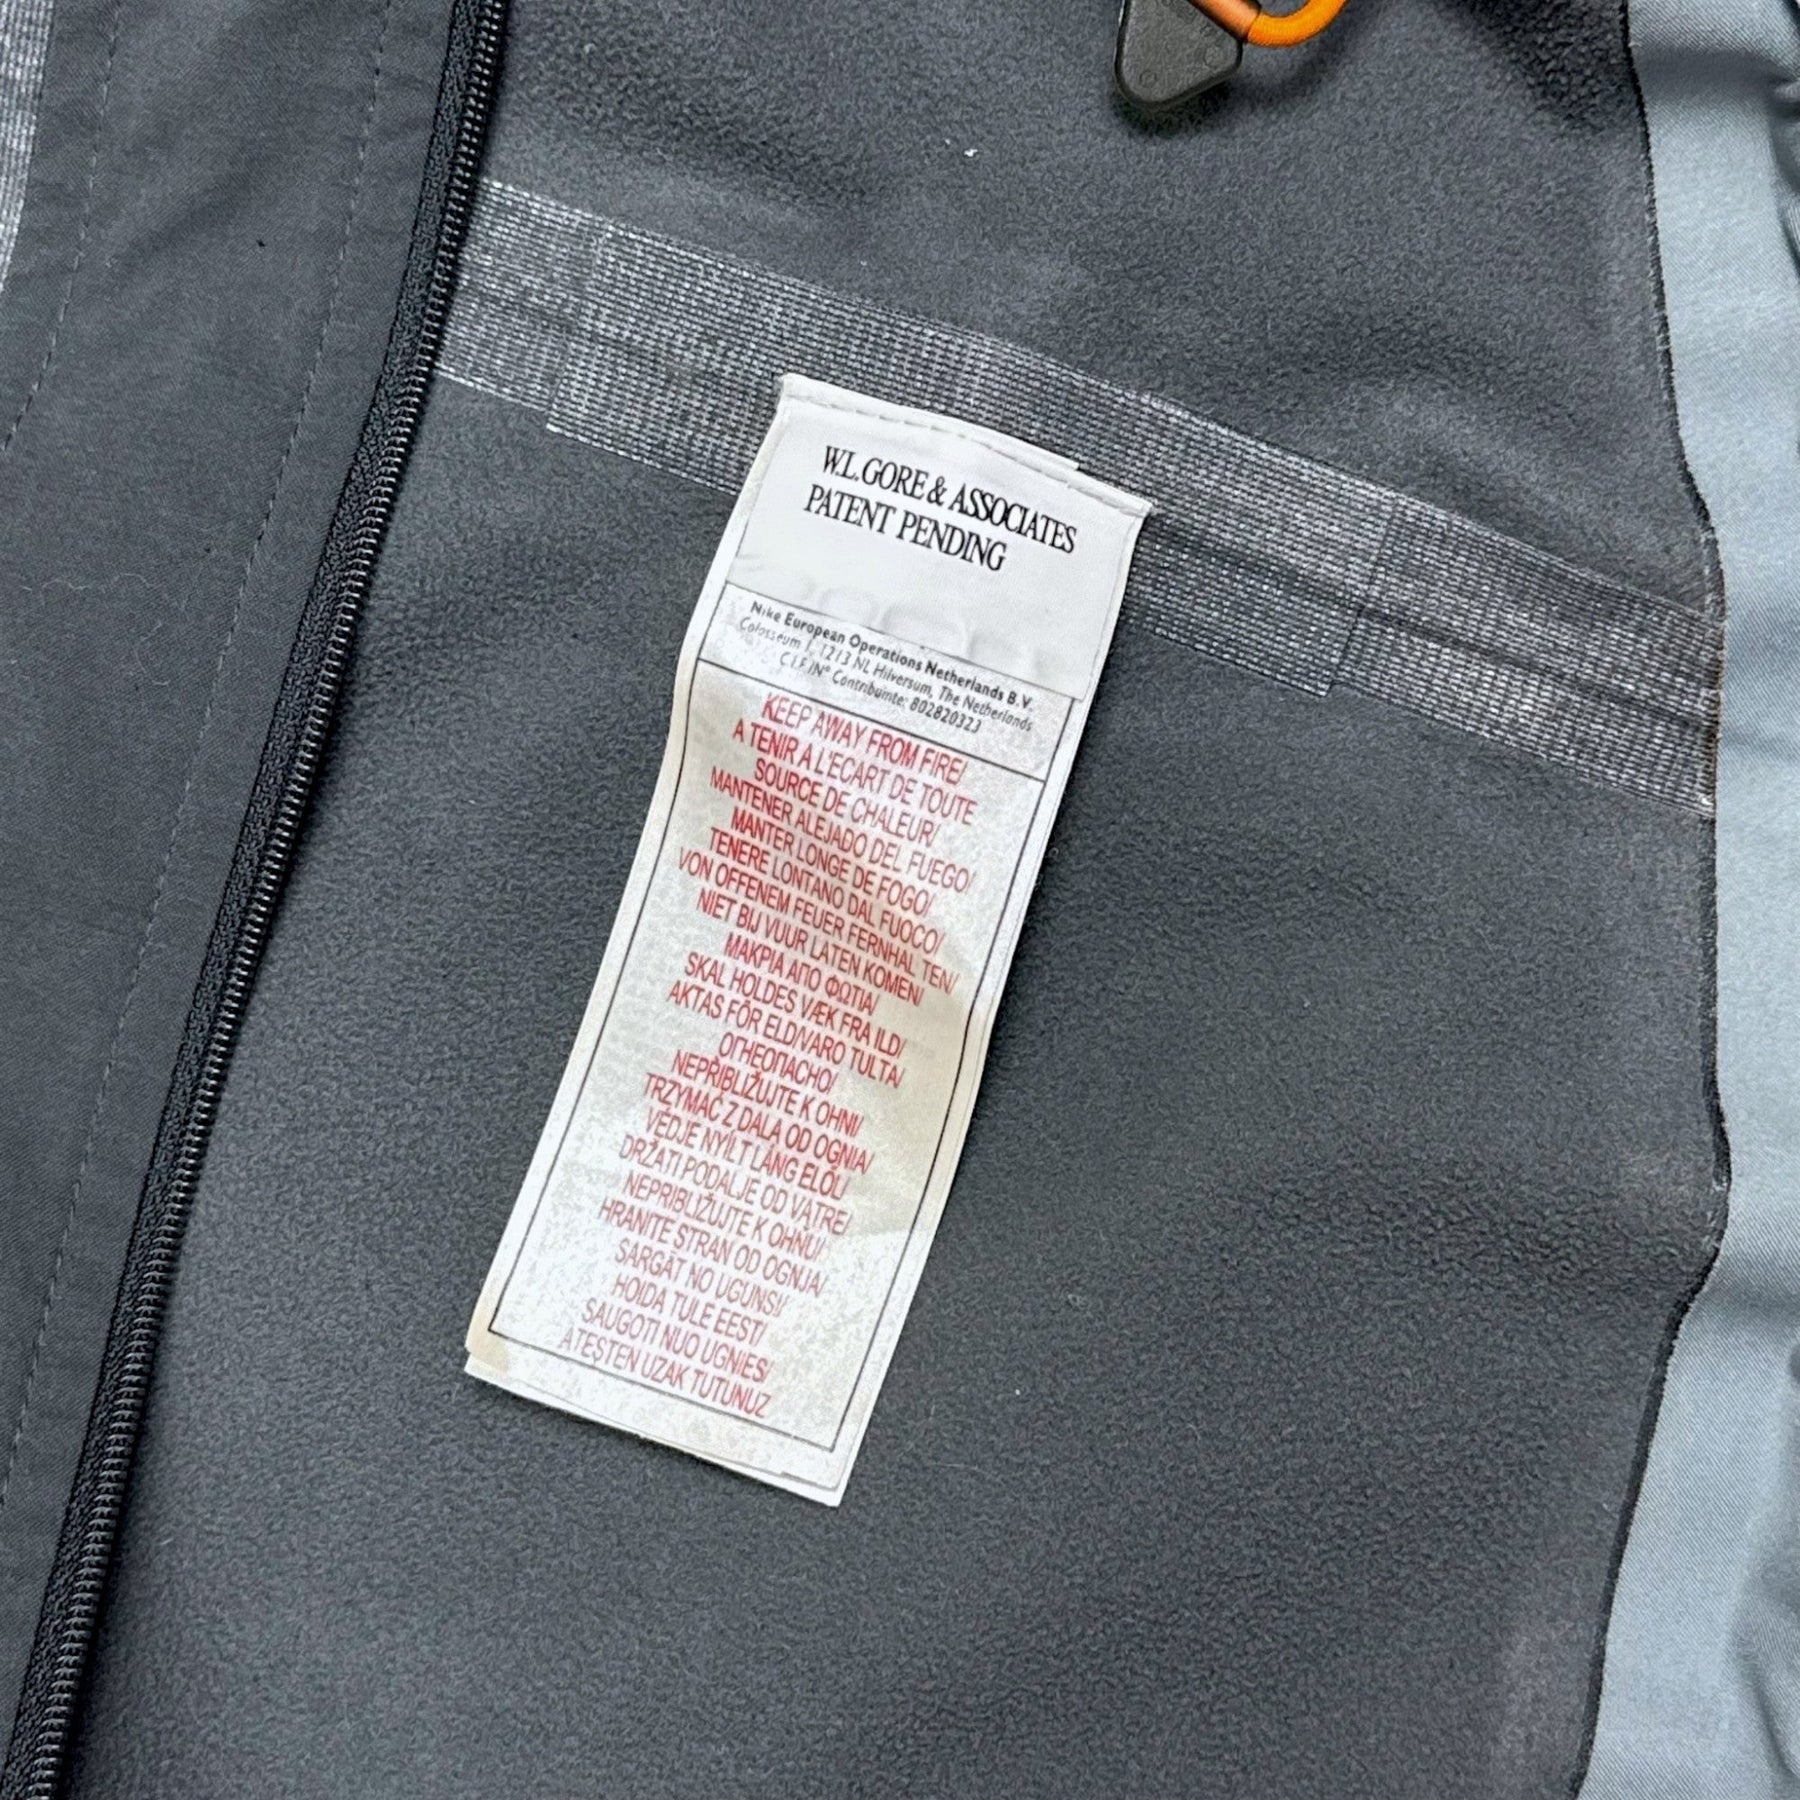 W.L.GORE & ASSOCIATES
PATENT PENDING
Nike European Operations Netherlands B.V.
Colosseum 1, 1213 NL Hilversum, The Netherlands
C.I.F./N° Contribuinte: 802820323
KEEP AWAY FROM FIRE/
A TENIR A L'ECART DE TOUTE
SOURCE DE CHALEUR/
MANTENER ALEJADO DEL FUEGO/
MANTER LONGE DE FOGO/
TENERE LONTANO DAL FUOCO/
VON OFFENEM FEUER FERNHAL TEN/
NIET BIJ VUUR LATEN KOMEN/
ΜΑΚΡΙΑ ΑΠΟ ΦΩΤΙΑ/
SKAL HOLDES VÆK FRA ILD/
AKTAS FÔR ELD/VARO TULTA/
ОГНЕОПАСНО/
NEPŘIBLIŽUJTE K OHNI/
TRZYMAĆ Z DALA OD OGNIA/
VÉDJE NYÍLT LÁNG ELÕL/
DRŽATI PODALJE OD VATRE/
NEPRIBLIŽUJTE K OHŇU/
HRANITE STRAN OD OGNJA/
SARGĀT NO UGUNS!/
HOIDA TULE EEST/
SAUGOTI NUO UGNIES/
ATEŞTEN UZAK TUTUNUZ